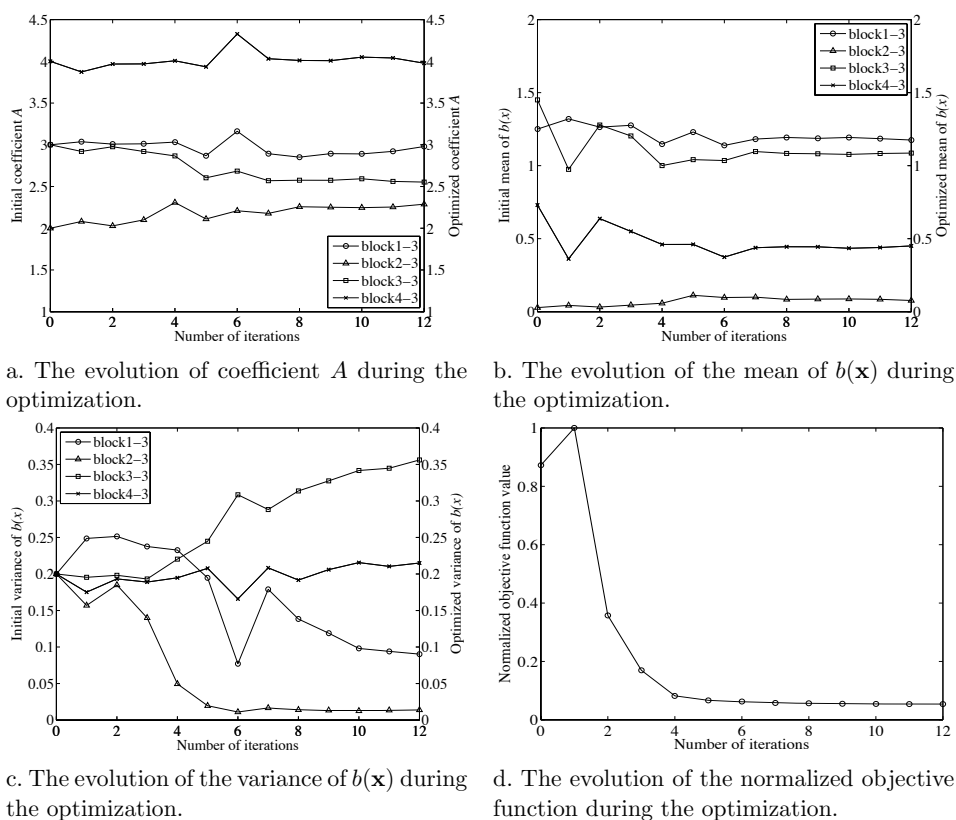 4.5 4.5
4 4
3.5 3.5
3 3
2.5 2.5
2 2
1.5 1.5
1 1
0 2 4 6 8 10 12
Initial coefficient A
Optimized coefficient A
Number of iterations
block1−3
block2−3
block3−3
block4−3
a. The evolution of coefficient A during the
optimization.
2 2
1.5 1.5
1 1
0.5 0.5
0 0
0 2 4 6 8 10 12
Initial mean of b(x)
Optimized mean of b(x)
Number of iterations
block1−3
block2−3
block3−3
block4−3
b. The evolution of the mean of b(x) during
the optimization.
0.4 0.4
0.35 0.35
0.3 0.3
0.25 0.25
0.2 0.2
0.15 0.15
0.1 0.1
0.05 0.05
0 0
0 2 4 6 8 10 12
Initial variance of b(x)
Optimized variance of b(x)
Number of iterations
block1−3
block2−3
block3−3
block4−3
c. The evolution of the variance of b(x) during
the optimization.
1
0.8
0.6
0.4
0.2
0
0 2 4 6 8 10 12
Normalized objective function value
Number of iterations
d. The evolution of the normalized objective
function during the optimization.